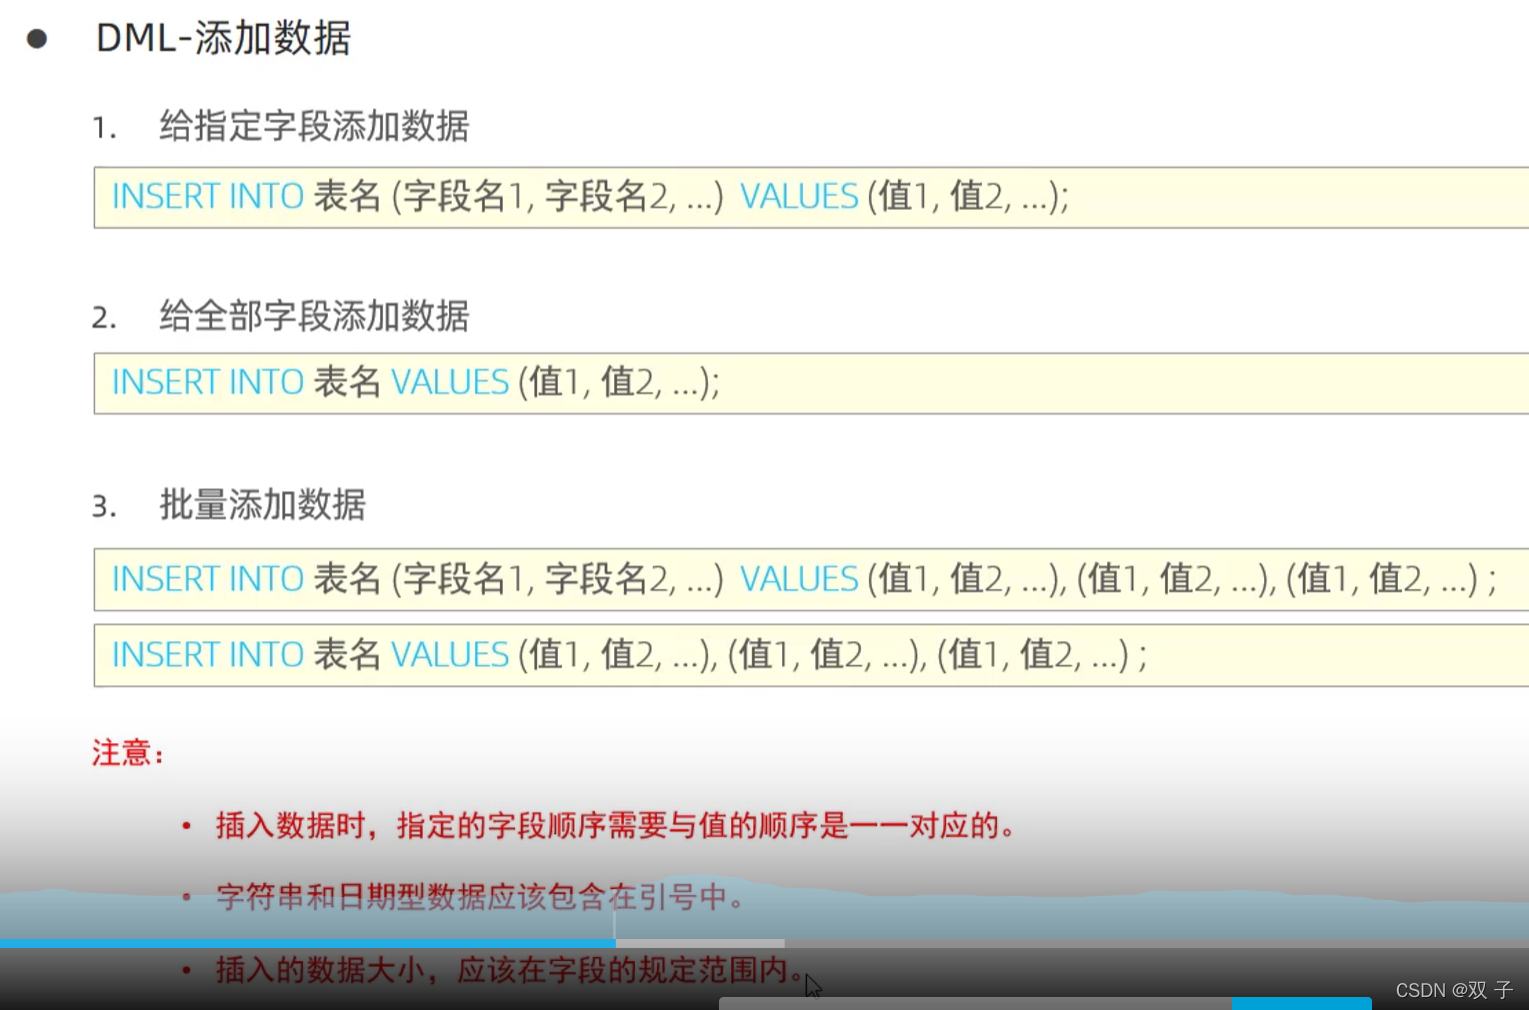 ● DML-添加数据
1. 给指定字段添加数据
INSERT INTO 表名 (字段名1, 字段名2, ...) VALUES (值1, 值2, ...);
2. 给全部字段添加数据
INSERT INTO 表名 VALUES (值1, 值2, ...);
3. 批量添加数据
INSERT INTO 表名 (字段名1, 字段名2, ...) VALUES (值1, 值2, ...), (值1, 值2, ...), (值1, 值2, ...) ;
INSERT INTO 表名 VALUES (值1, 值2, ...), (值1, 值2, ...), (值1, 值2, ...) ;
注意：
• 插入数据时，指定的字段顺序需要与值的顺序是一一对应的。
• 字符串和日期型数据应该包含在引号中。
• 插入的数据大小，应该在字段的规定范围内。
CSDN @双 子